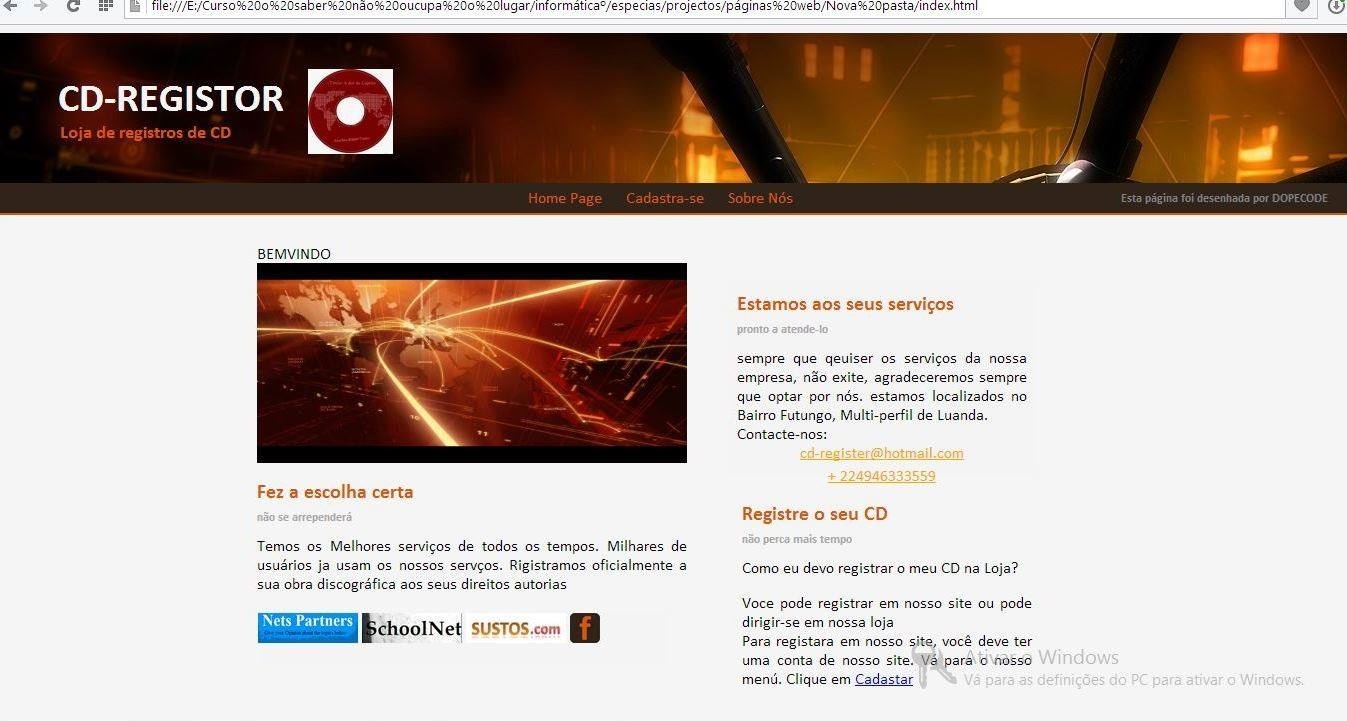 file:///E:/Curso%20o%20saber%20não%20oucupa%20o%20lugar/informáticaº/especias/projectos/páginas%20web/Nova%20pasta/index.html
CD-REGISTOR
Loja de registros de CD
Home Page Cadastra-se Sobre Nós
Esta página foi desenhada por DOPECODE
BEMVINDO
Fez a escolha certa
não se arrependerá
Temos os Melhores serviços de todos os tempos. Milhares de
usuários ja usam os nossos servços. Rigistramos oficialmente a
sua obra discográfica aos seus direitos autorias
Nets Partners
SchoolNet
SUSTOS.com
f
Estamos aos seus serviços
pronto a atende-lo
sempre que qeuiser os serviços da nossa
empresa, não exite, agradeceremos sempre
que optar por nós. estamos localizados no
Bairro Futungo, Multi-perfil de Luanda.
Contacte-nos:
cd-register@hotmail.com
+ 224946333559
Registre o seu CD
não perca mais tempo
Como eu devo registrar o meu CD na Loja?
Voce pode registrar em nosso site ou pode
dirigir-se em nossa loja
Para registara em nosso site, você deve ter
uma conta de nosso site. Vá para o nosso
menú. Clique em Cadastar
Ativar o Windows
Vá para as definições do PC para ativar o Windows.